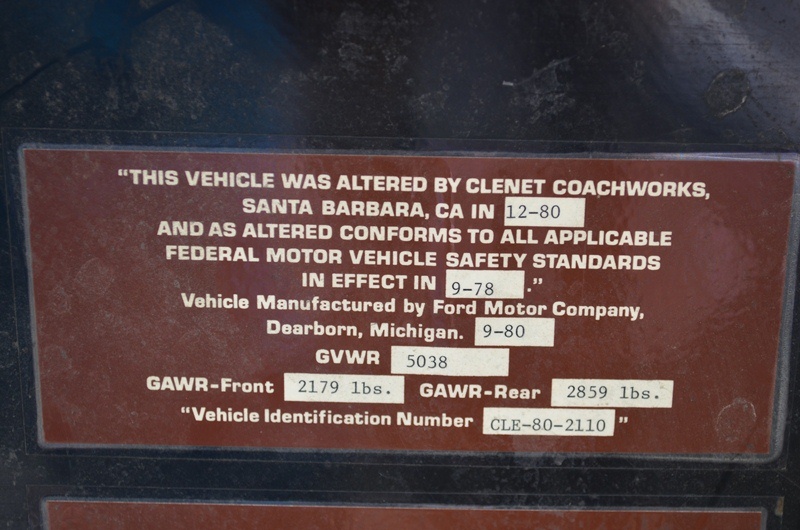 “THIS VEHICLE WAS ALTERED BY CLENET COACHWORKS,
SANTA BARBARA, CA IN 12-80
AND AS ALTERED CONFORMS TO ALL APPLICABLE
FEDERAL MOTOR VEHICLE SAFETY STANDARDS
IN EFFECT IN 9-78.”
Vehicle Manufactured by Ford Motor Company,
Dearborn, Michigan. 9-80
GVWR 5038
GAWR-Front 2179 lbs. GAWR-Rear 2859 lbs.
“Vehicle Identification Number CLE-80-2110”